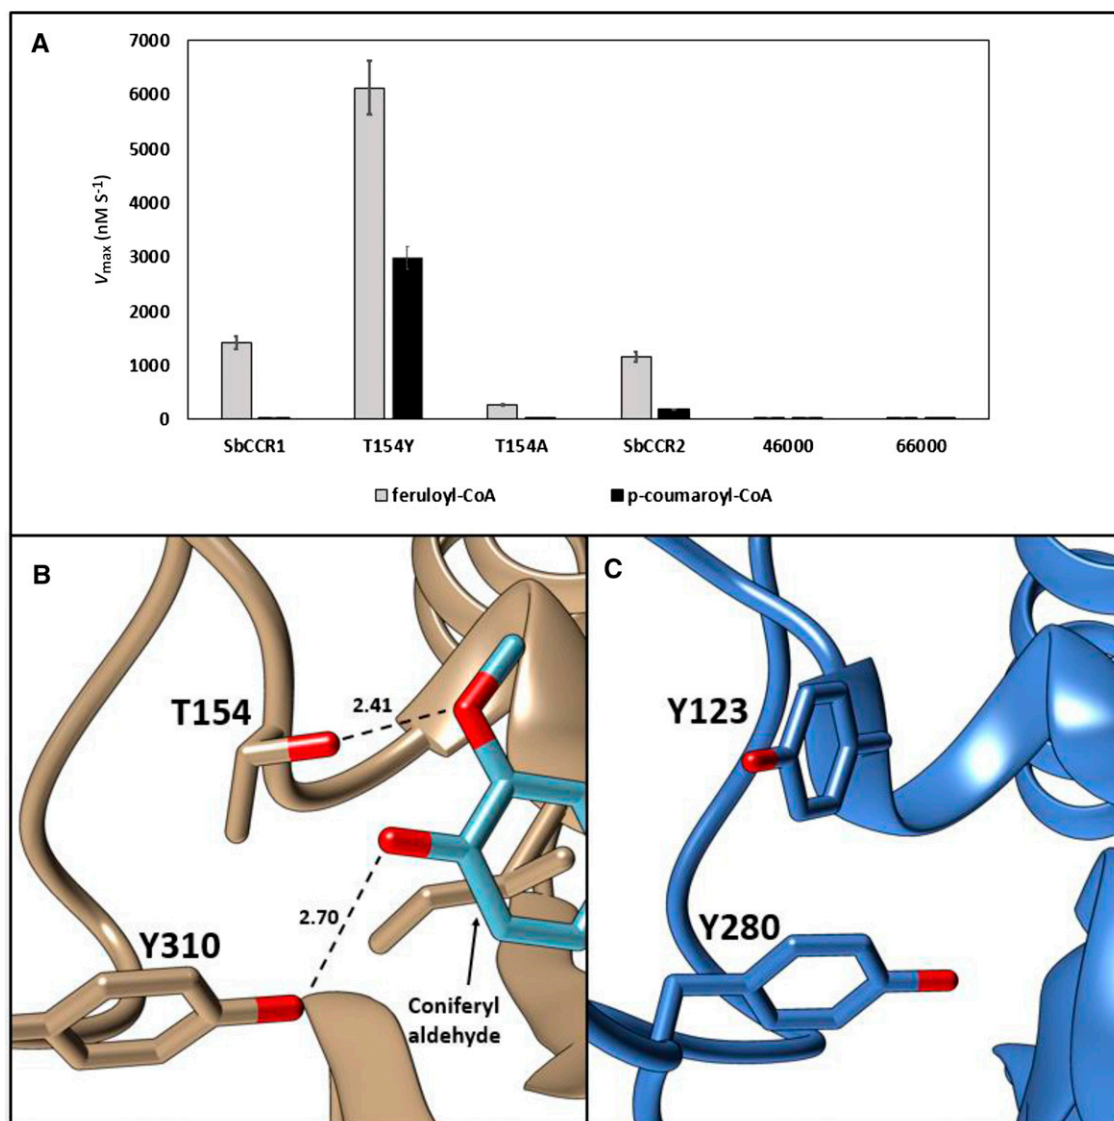 A
7000
6000
5000
4000
3000
2000
1000
0
Vmax (nM S-1)
SbCCR1 T154Y T154A SbCCR2 46000 66000
feruloyl-CoA p-coumaroyl-CoA
B
T154
2.41
2.70
Y310
Coniferyl
aldehyde
C
Y123
Y280